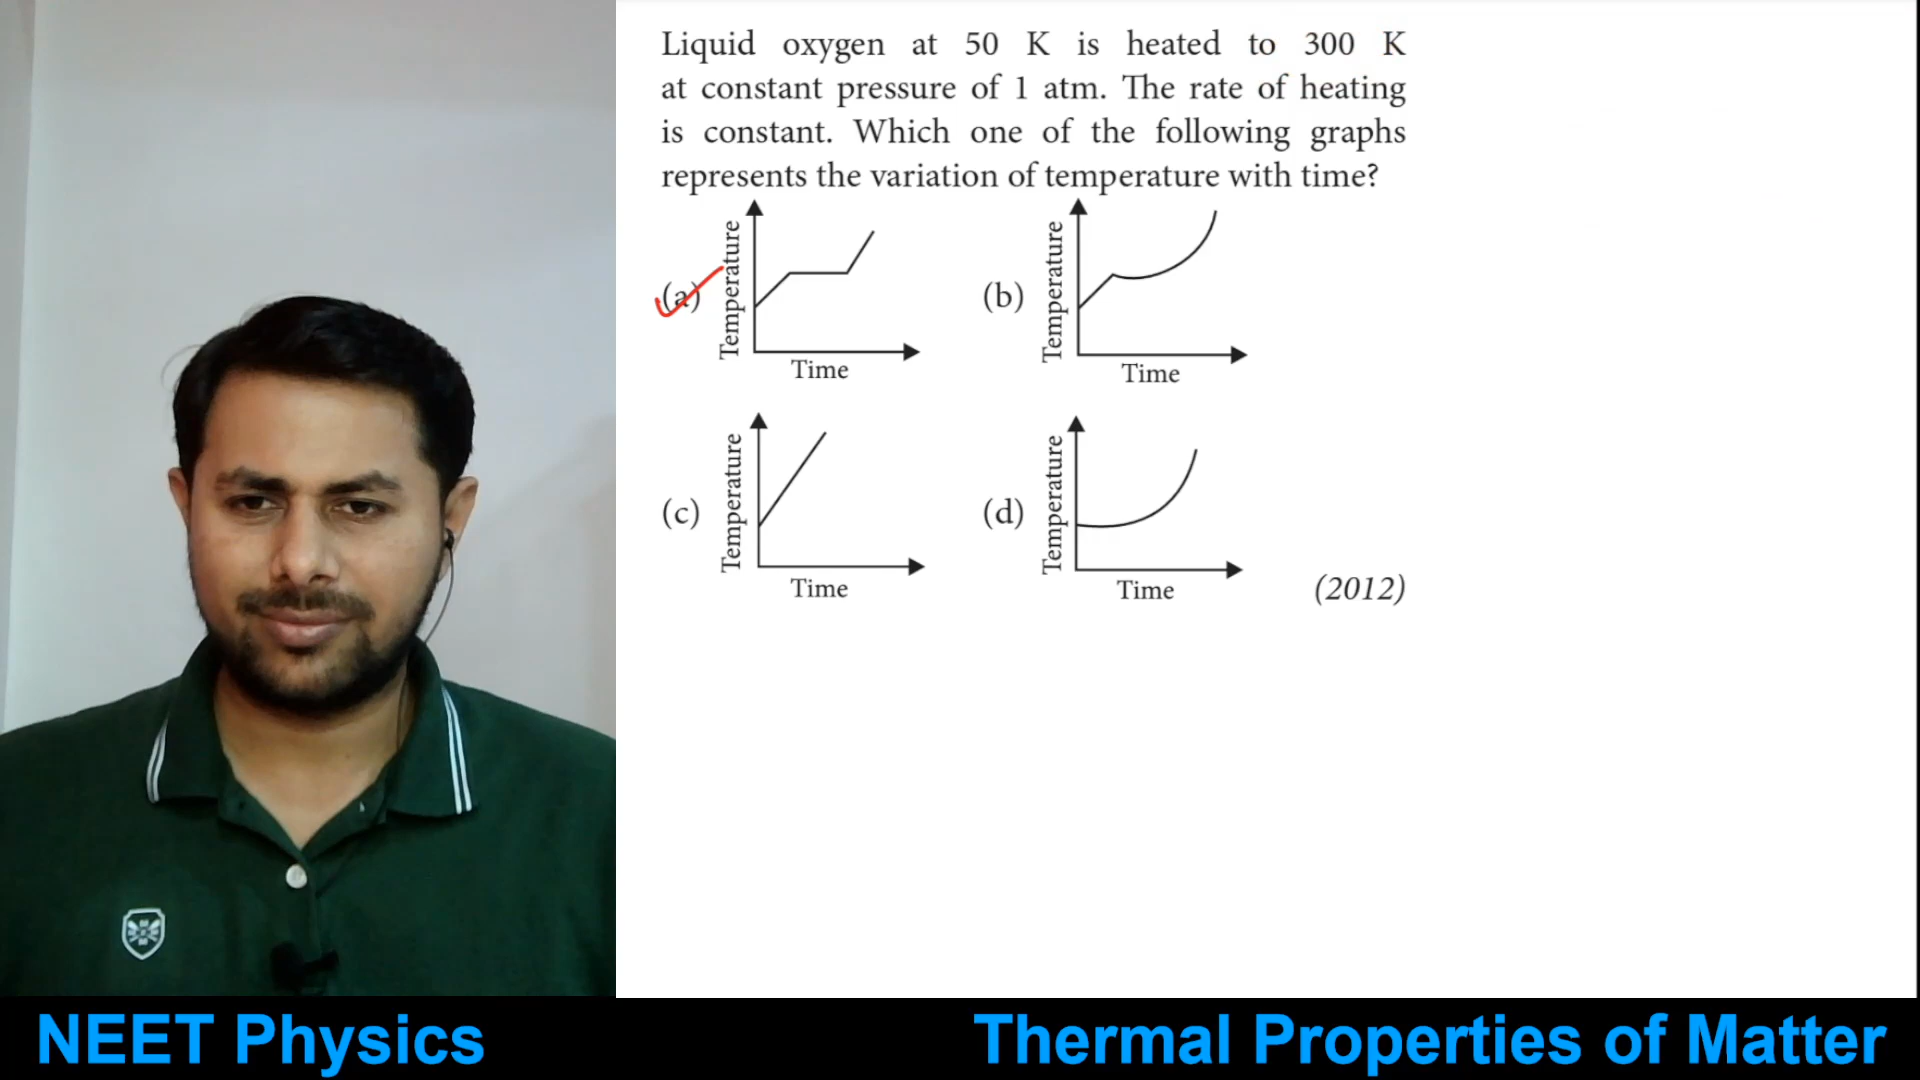 Liquid oxygen at 50 K is heated to 300 K
at constant pressure of 1 atm. The rate of heating
is constant. Which one of the following graphs
represents the variation of temperature with time?
(a)
Temperature
Time
(b)
Temperature
Time
(c)
Temperature
Time
(d)
Temperature
Time
(2012)
NEET Physics
Thermal Properties of Matter